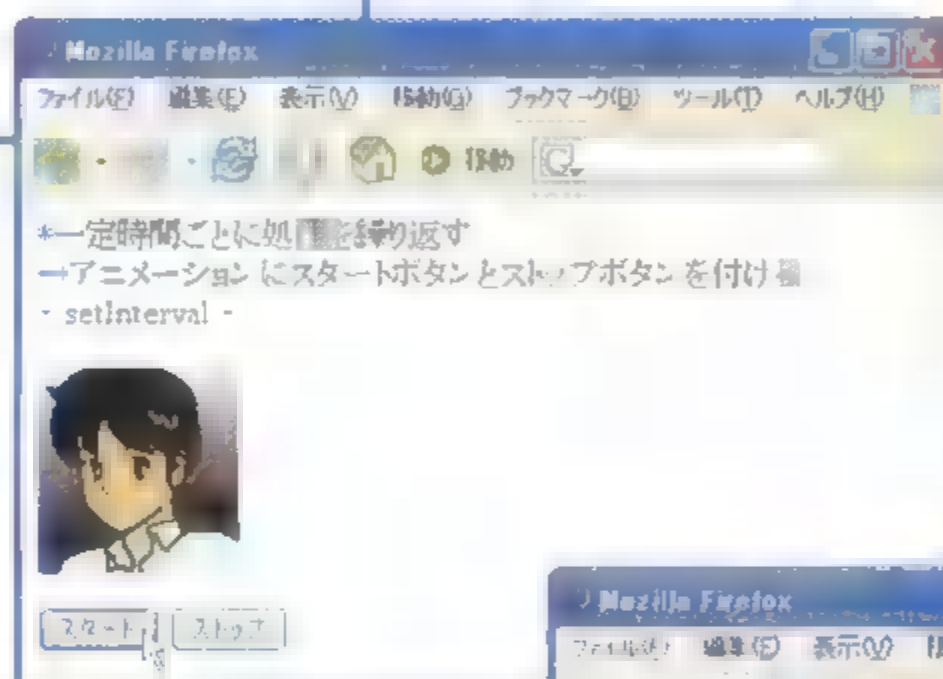 Mozilla Firefox
ファイル(F) 編集(E) 表示(V) 移動(G) ブックマーク(B) ツール(T) ヘルプ(H)
移動
*一定時間ごとに処理を繰り返す
→アニメーションにスタートボタンとストップボタンを付ける
- setInterval -
スタート ストップ
Mozilla Firefox
ファイル(F) 編集(E) 表示(V)